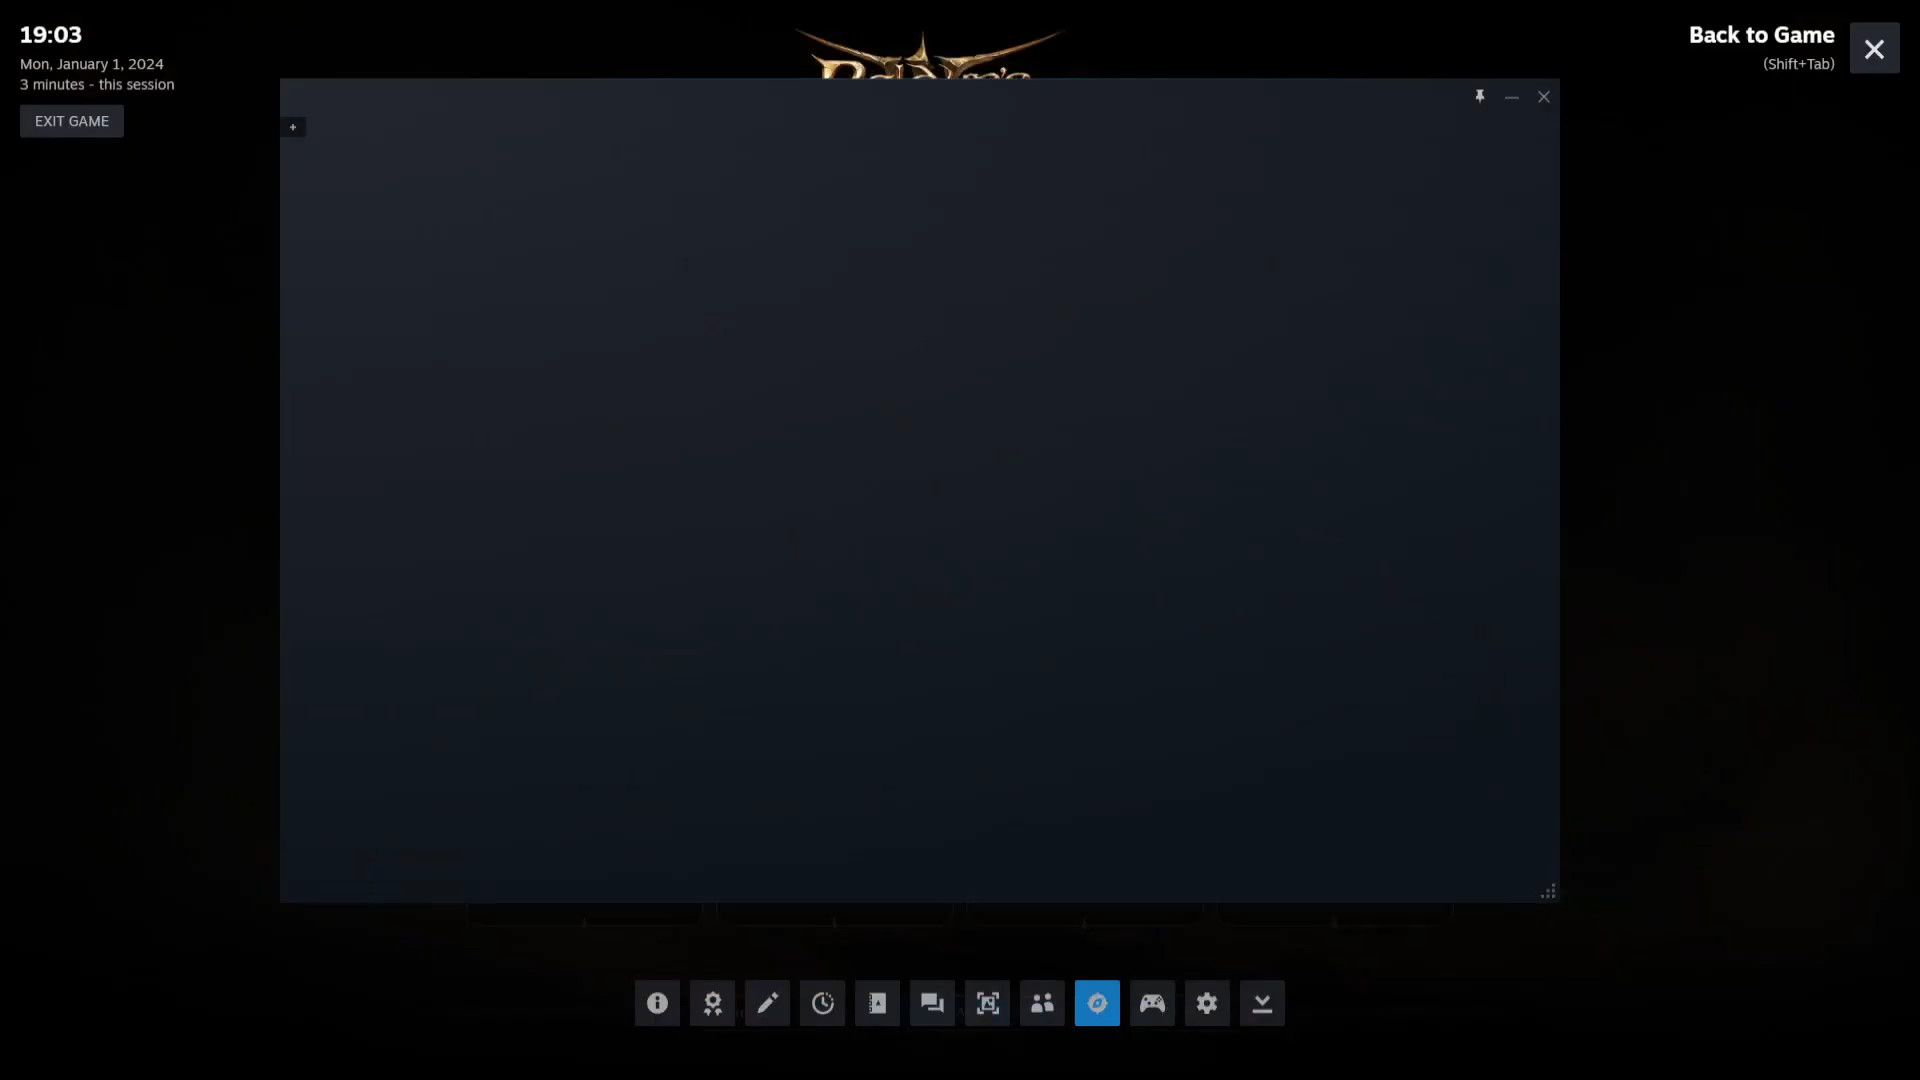 19:03
Mon, January 1, 2024
3 minutes - this session
EXIT GAME
Back to Game
(Shift+Tab)